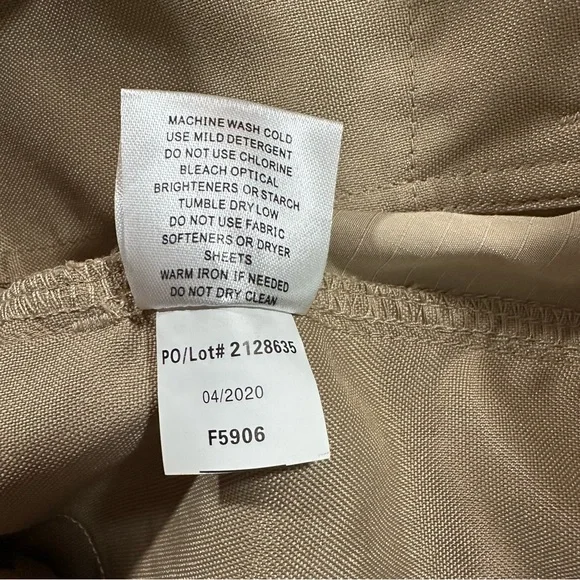 MACHINE WASH COLD
USE MILD DETERGENT
DO NOT USE CHLORINE
BLEACH OPTICAL
BRIGHTENERS OR STARCH
TUMBLE DRY LOW
DO NOT USE FABRIC
SOFTENERS OR DRYER
SHEETS
WARM IRON IF NEEDED
DO NOT DRY CLEAN
PO/Lot# 2128635
04/2020
F5906